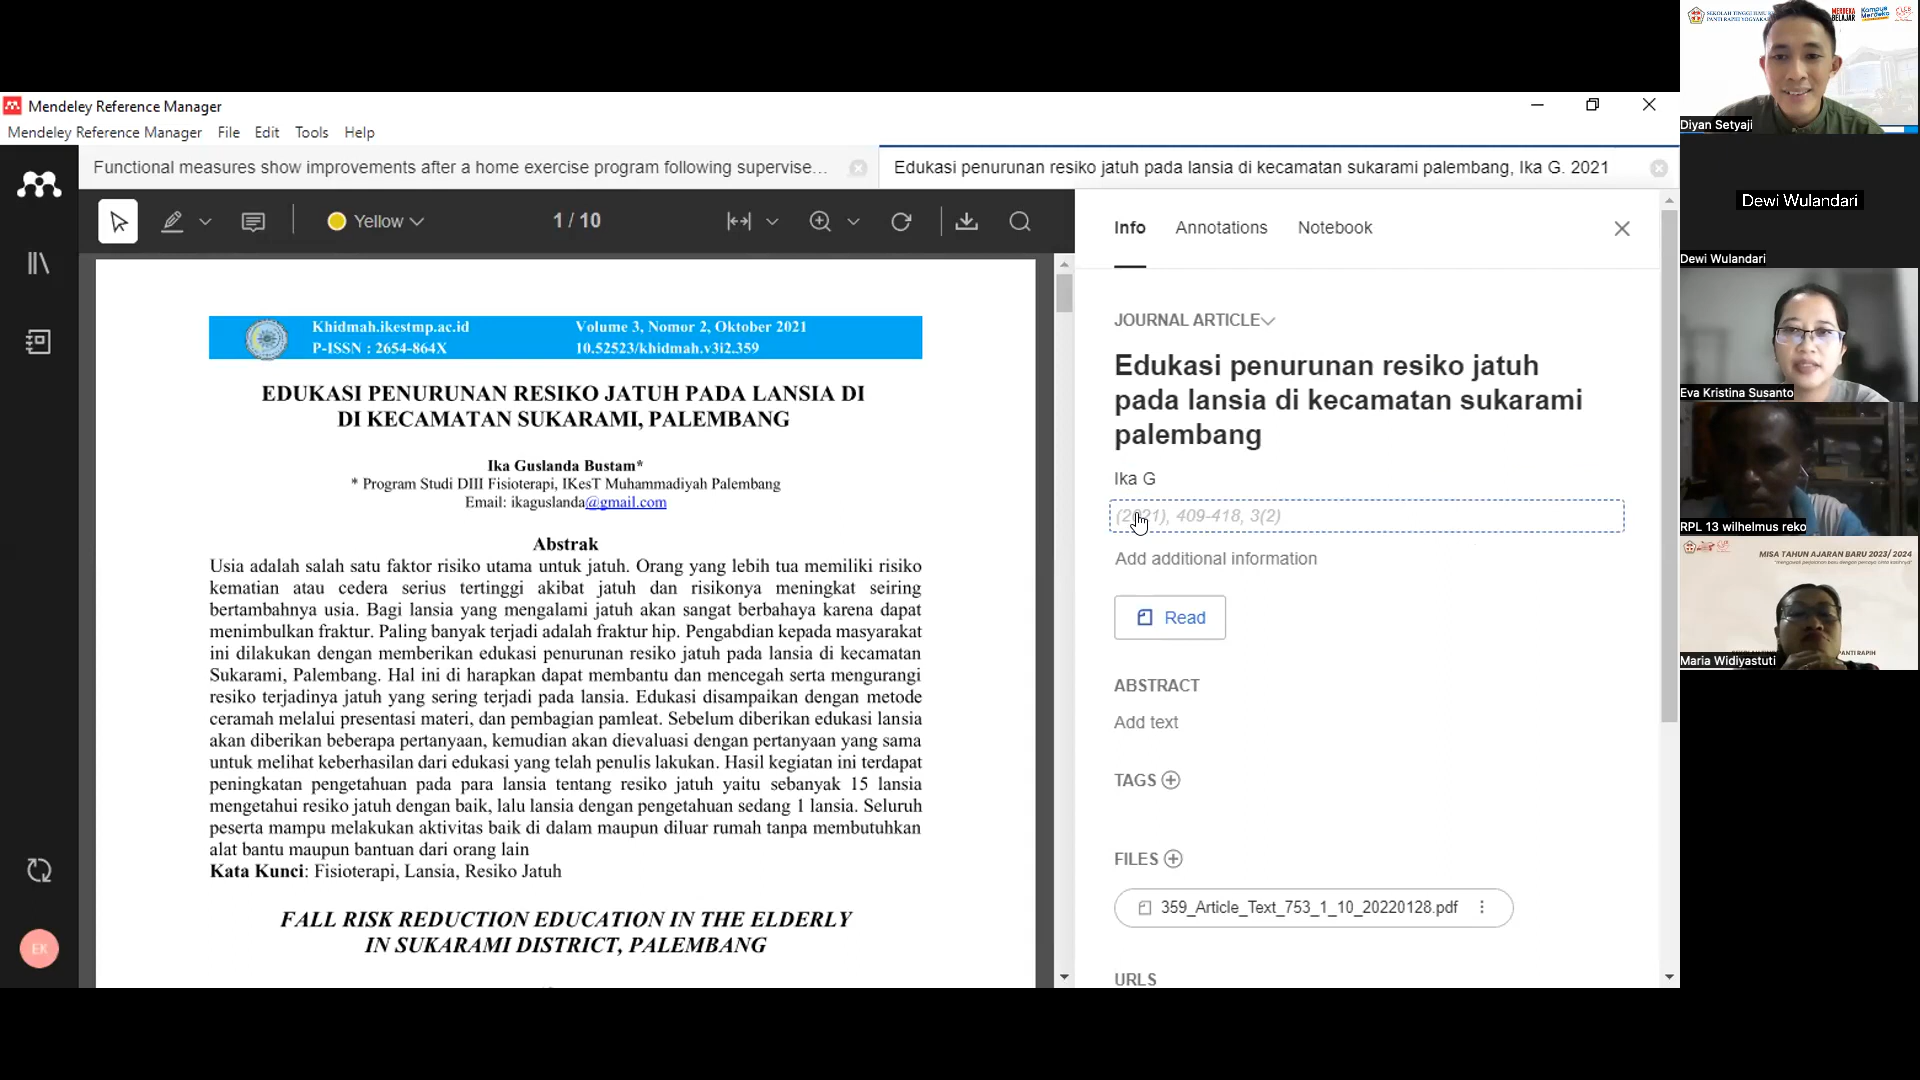 Mendeley Reference Manager
Mendeley Reference Manager File Edit Tools Help
Functional measures show improvements after a home exercise program following supervise...
Edukasi penurunan resiko jatuh pada lansia di kecamatan sukarami palembang, Ika G. 2021
Yellow
1 / 10
Khidmah.ikestmp.ac.id
P-ISSN : 2654-864X
Volume 3, Nomor 2, Oktober 2021
10.52523/khidmah.v3i2.359
EDUKASI PENURUNAN RESIKO JATUH PADA LANSIA DI
DI KECAMATAN SUKARAMI, PALEMBANG
Ika Guslanda Bustam*
* Program Studi DIII Fisioterapi, IKesT Muhammadiyah Palembang
Email: ikaguslanda@gmail.com
Abstrak
Usia adalah salah satu faktor risiko utama untuk jatuh. Orang yang lebih tua memiliki risiko
kematian atau cedera serius tertinggi akibat jatuh dan risikonya meningkat seiring
bertambahnya usia. Bagi lansia yang mengalami jatuh akan sangat berbahaya karena dapat
menimbulkan fraktur. Paling banyak terjadi adalah fraktur hip. Pengabdian kepada masyarakat
ini dilakukan dengan memberikan edukasi penurunan resiko jatuh pada lansia di kecamatan
Sukarami, Palembang. Hal ini di harapkan dapat membantu dan mencegah serta mengurangi
resiko terjadinya jatuh yang sering terjadi pada lansia. Edukasi disampaikan dengan metode
ceramah melalui presentasi materi, dan pembagian pamleat. Sebelum diberikan edukasi lansia
akan diberikan beberapa pertanyaan, kemudian akan dievaluasi dengan pertanyaan yang sama
untuk melihat keberhasilan dari edukasi yang telah penulis lakukan. Hasil kegiatan ini terdapat
peningkatan pengetahuan pada para lansia tentang resiko jatuh yaitu sebanyak 15 lansia
mengetahui resiko jatuh dengan baik, lalu lansia dengan pengetahuan sedang 1 lansia. Seluruh
peserta mampu melakukan aktivitas baik di dalam maupun diluar rumah tanpa membutuhkan
alat bantu maupun bantuan dari orang lain
Kata Kunci: Fisioterapi, Lansia, Resiko Jatuh
FALL RISK REDUCTION EDUCATION IN THE ELDERLY
IN SUKARAMI DISTRICT, PALEMBANG
EK
Info Annotations Notebook
JOURNAL ARTICLE
Edukasi penurunan resiko jatuh
pada lansia di kecamatan sukarami
palembang
Ika G
(2021), 409-418, 3(2)
Add additional information
Read
ABSTRACT
Add text
TAGS
FILES
359_Article_Text_753_1_10_20220128.pdf
URLS
SEKOLAH TINGGI ILMU
PANTI RAPIH YOGYAKA
MERDEKA
BELAJAR
Kampus
Merdeka
Diyan Setyaji
Dewi Wulandari
Dewi Wulandari
Eva Kristina Susanto
RPL 13 wilhelmus reko
MISA TAHUN AJARAN BARU 2023/ 2024
PANTI RAPIH
Maria Widiyastuti